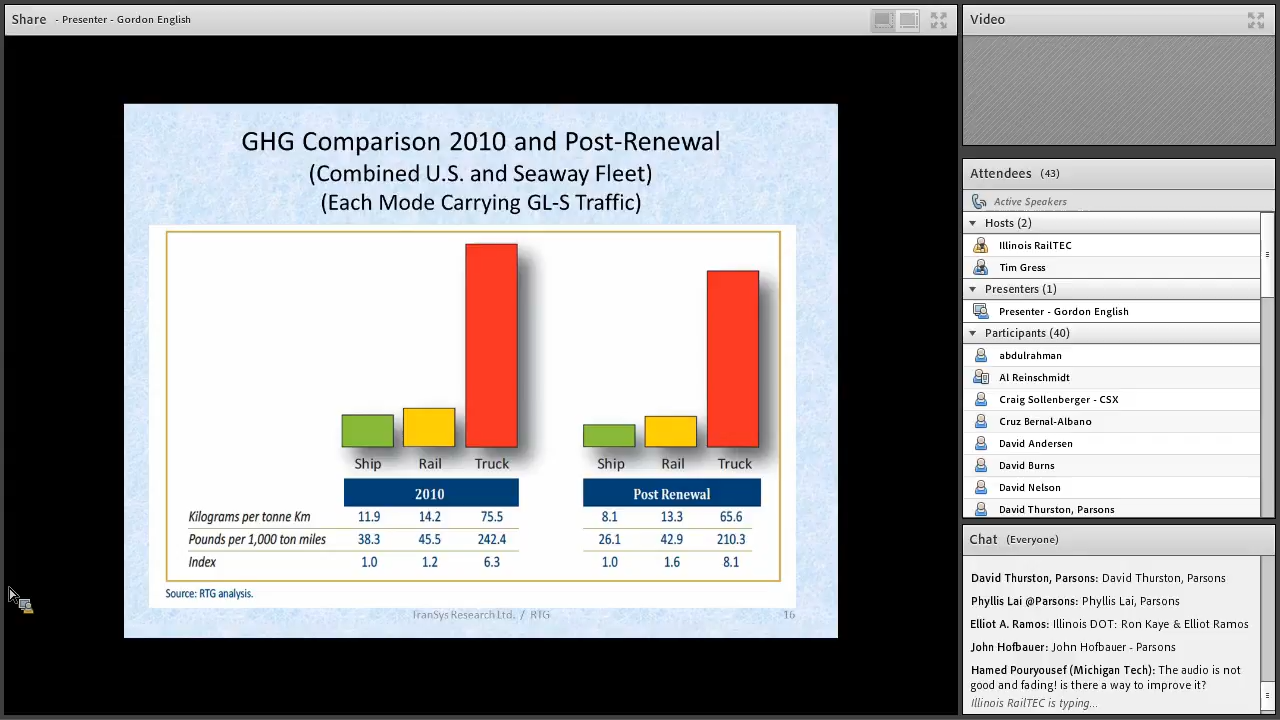 Share - Presenter - Gordon English
GHG Comparison 2010 and Post-Renewal
(Combined U.S. and Seaway Fleet)
(Each Mode Carrying GL-S Traffic)
Ship Rail Truck Ship Rail Truck
2010 Post Renewal
Kilograms per tonne Km 11.9 14.2 75.5 8.1 13.3 65.6
Pounds per 1,000 ton miles 38.3 45.5 242.4 26.1 42.9 210.3
Index 1.0 1.2 6.3 1.0 1.6 8.1
Source: RTG analysis.
TranSys Research Ltd. / RTG 16
Video
Attendees (43)
Active Speakers
Hosts (2)
Illinois RailTEC
Tim Gress
Presenters (1)
Presenter - Gordon English
Participants (40)
abdulrahman
Al Reinschmidt
Craig Sollenberger - CSX
Cruz Bernal-Albano
David Andersen
David Burns
David Nelson
David Thurston, Parsons
Chat (Everyone)
David Thurston, Parsons: David Thurston, Parsons
Phyllis Lai @Parsons: Phyllis Lai, Parsons
Elliot A. Ramos: Illinois DOT: Ron Kaye & Elliot Ramos
John Hofbauer: John Hofbauer - Parsons
Hamed Pouryousef (Michigan Tech): The audio is not
good and fading! is there a way to improve it?
Illinois RailTEC is typing...